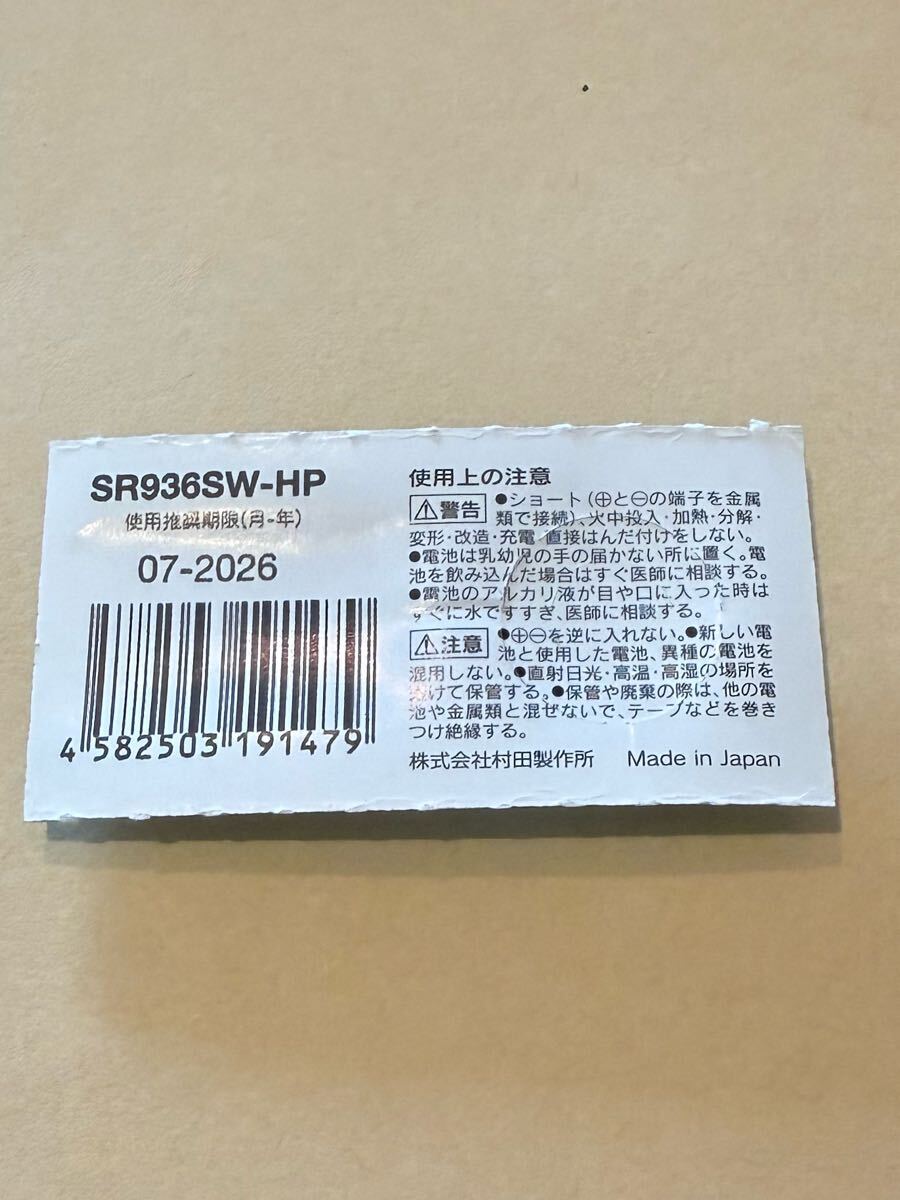 SR936SW-HP
使用推奨期限(月-年)
07-2026
4 582503 191479
使用上の注意
⚠警告 ●ショート(⊕と⊖の端子を金属
類で接続)、火中投入・加熱・分解・
変形・改造・充電・直接はんだ付けをしない。
●電池は乳幼児の手の届かない所に置く。電
池を飲み込んだ場合はすぐ医師に相談する。
●電池のアルカリ液が目や口に入った時は
すぐに水ですすぎ、医師に相談する。
⚠注意 ●⊕⊖を逆に入れない。●新しい電
池と使用した電池、異種の電池を
混用しない。●直射日光・高温・高湿の場所を
避けて保管する。●保管や廃棄の際は、他の電
池や金属類と混ぜないで、テープなどを巻き
つけ絶縁する。
株式会社村田製作所 Made in Japan